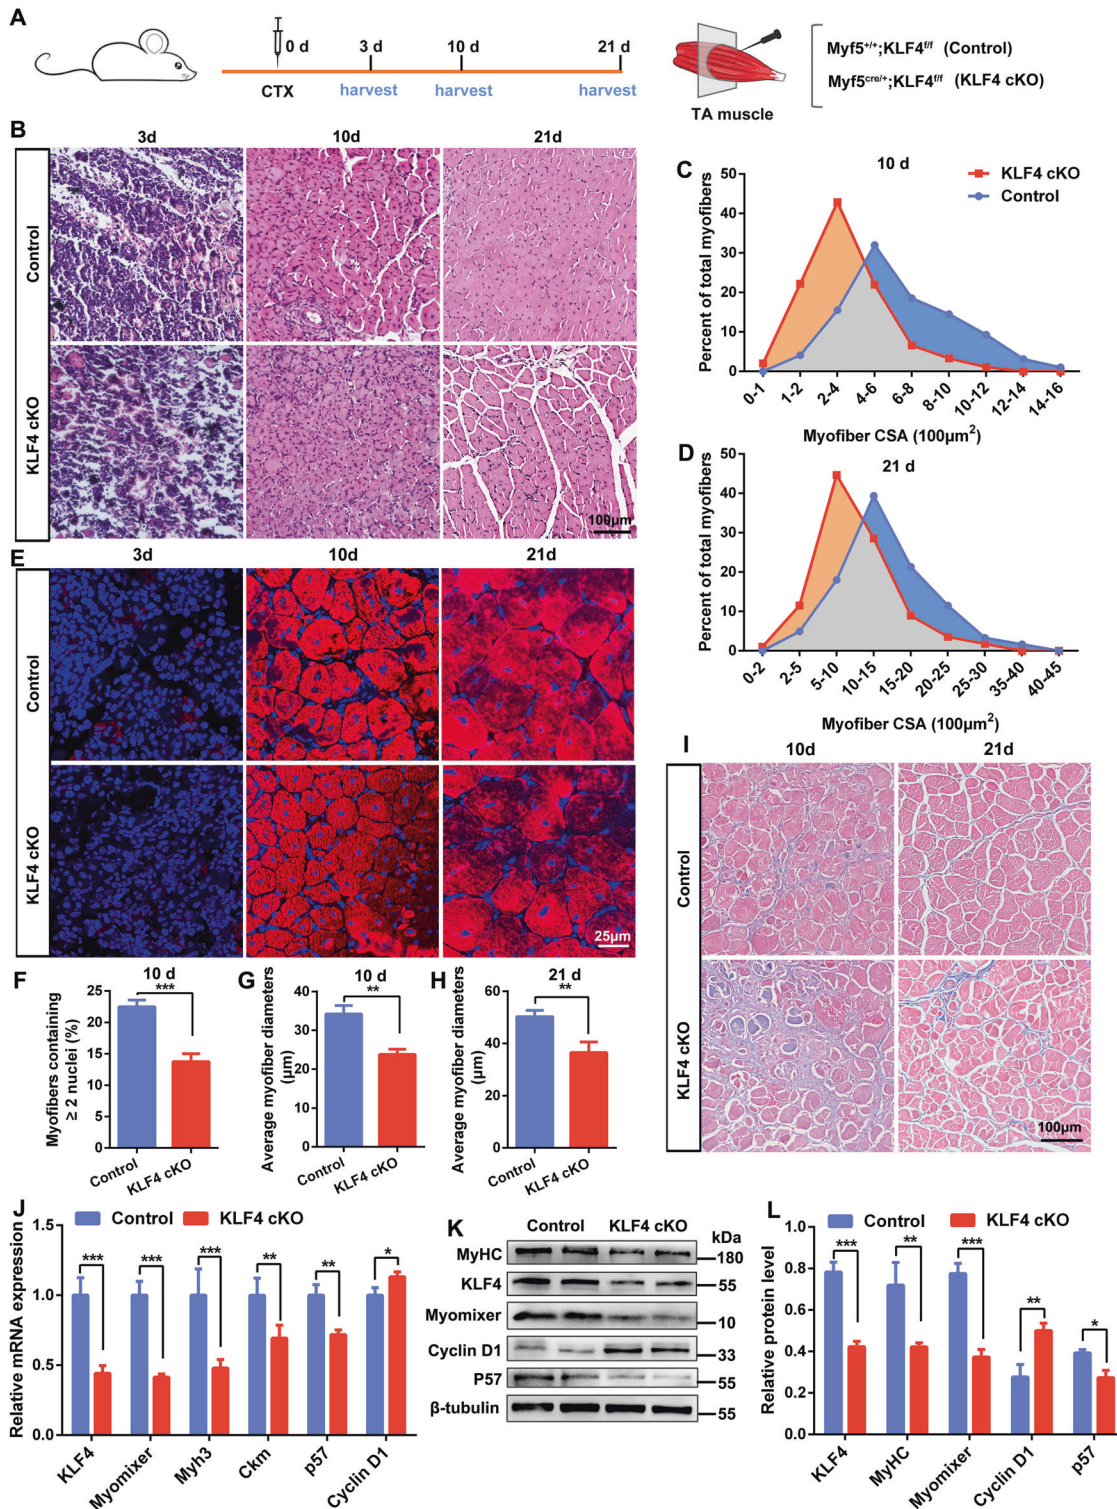 A
0 d
3 d
10 d
21 d
CTX
harvest
harvest
harvest
TA muscle
Myf5+/+;KLF4f/f (Control)
Myf5cre/+;KLF4f/f (KLF4 cKO)
B
3d
10d
21d
Control
KLF4 cKO
100µm
C
10 d
KLF4 cKO
Control
Percent of total myofibers
50
40
30
20
10
0
0-1
1-2
2-4
4-6
6-8
8-10
10-12
12-14
14-16
Myofiber CSA (100µm2)
D
21 d
Percent of total myofibers
50
40
30
20
10
0
0-2
2-5
5-10
10-15
15-20
20-25
25-30
35-40
40-45
Myofiber CSA (100µm2)
E
3d
10d
21d
Control
KLF4 cKO
25µm
F
10 d
***
Myofibers containing
≥ 2 nuclei (%)
25
20
15
10
5
0
Control
KLF4 cKO
G
10 d
**
Average myofiber diameters
(µm)
40
30
20
10
0
Control
KLF4 cKO
H
21 d
**
Average myofiber diameters
(µm)
60
40
20
0
Control
KLF4 cKO
I
10d
21d
Control
KLF4 cKO
100µm
J
Control
KLF4 cKO
Relative mRNA expression
1.5
1.0
0.5
0.0
***
***
***
**
**
*
KLF4
Myomixer
Myh3
Ckm
p57
Cyclin D1
K
Control
KLF4 cKO
kDa
MyHC
180
KLF4
55
Myomixer
10
Cyclin D1
33
P57
55
β-tubulin
55
L
Control
KLF4 cKO
Relative protein level
1.0
0.8
0.6
0.4
0.2
0.0
***
**
***
**
*
KLF4
MyHC
Myomixer
Cyclin D1
p57